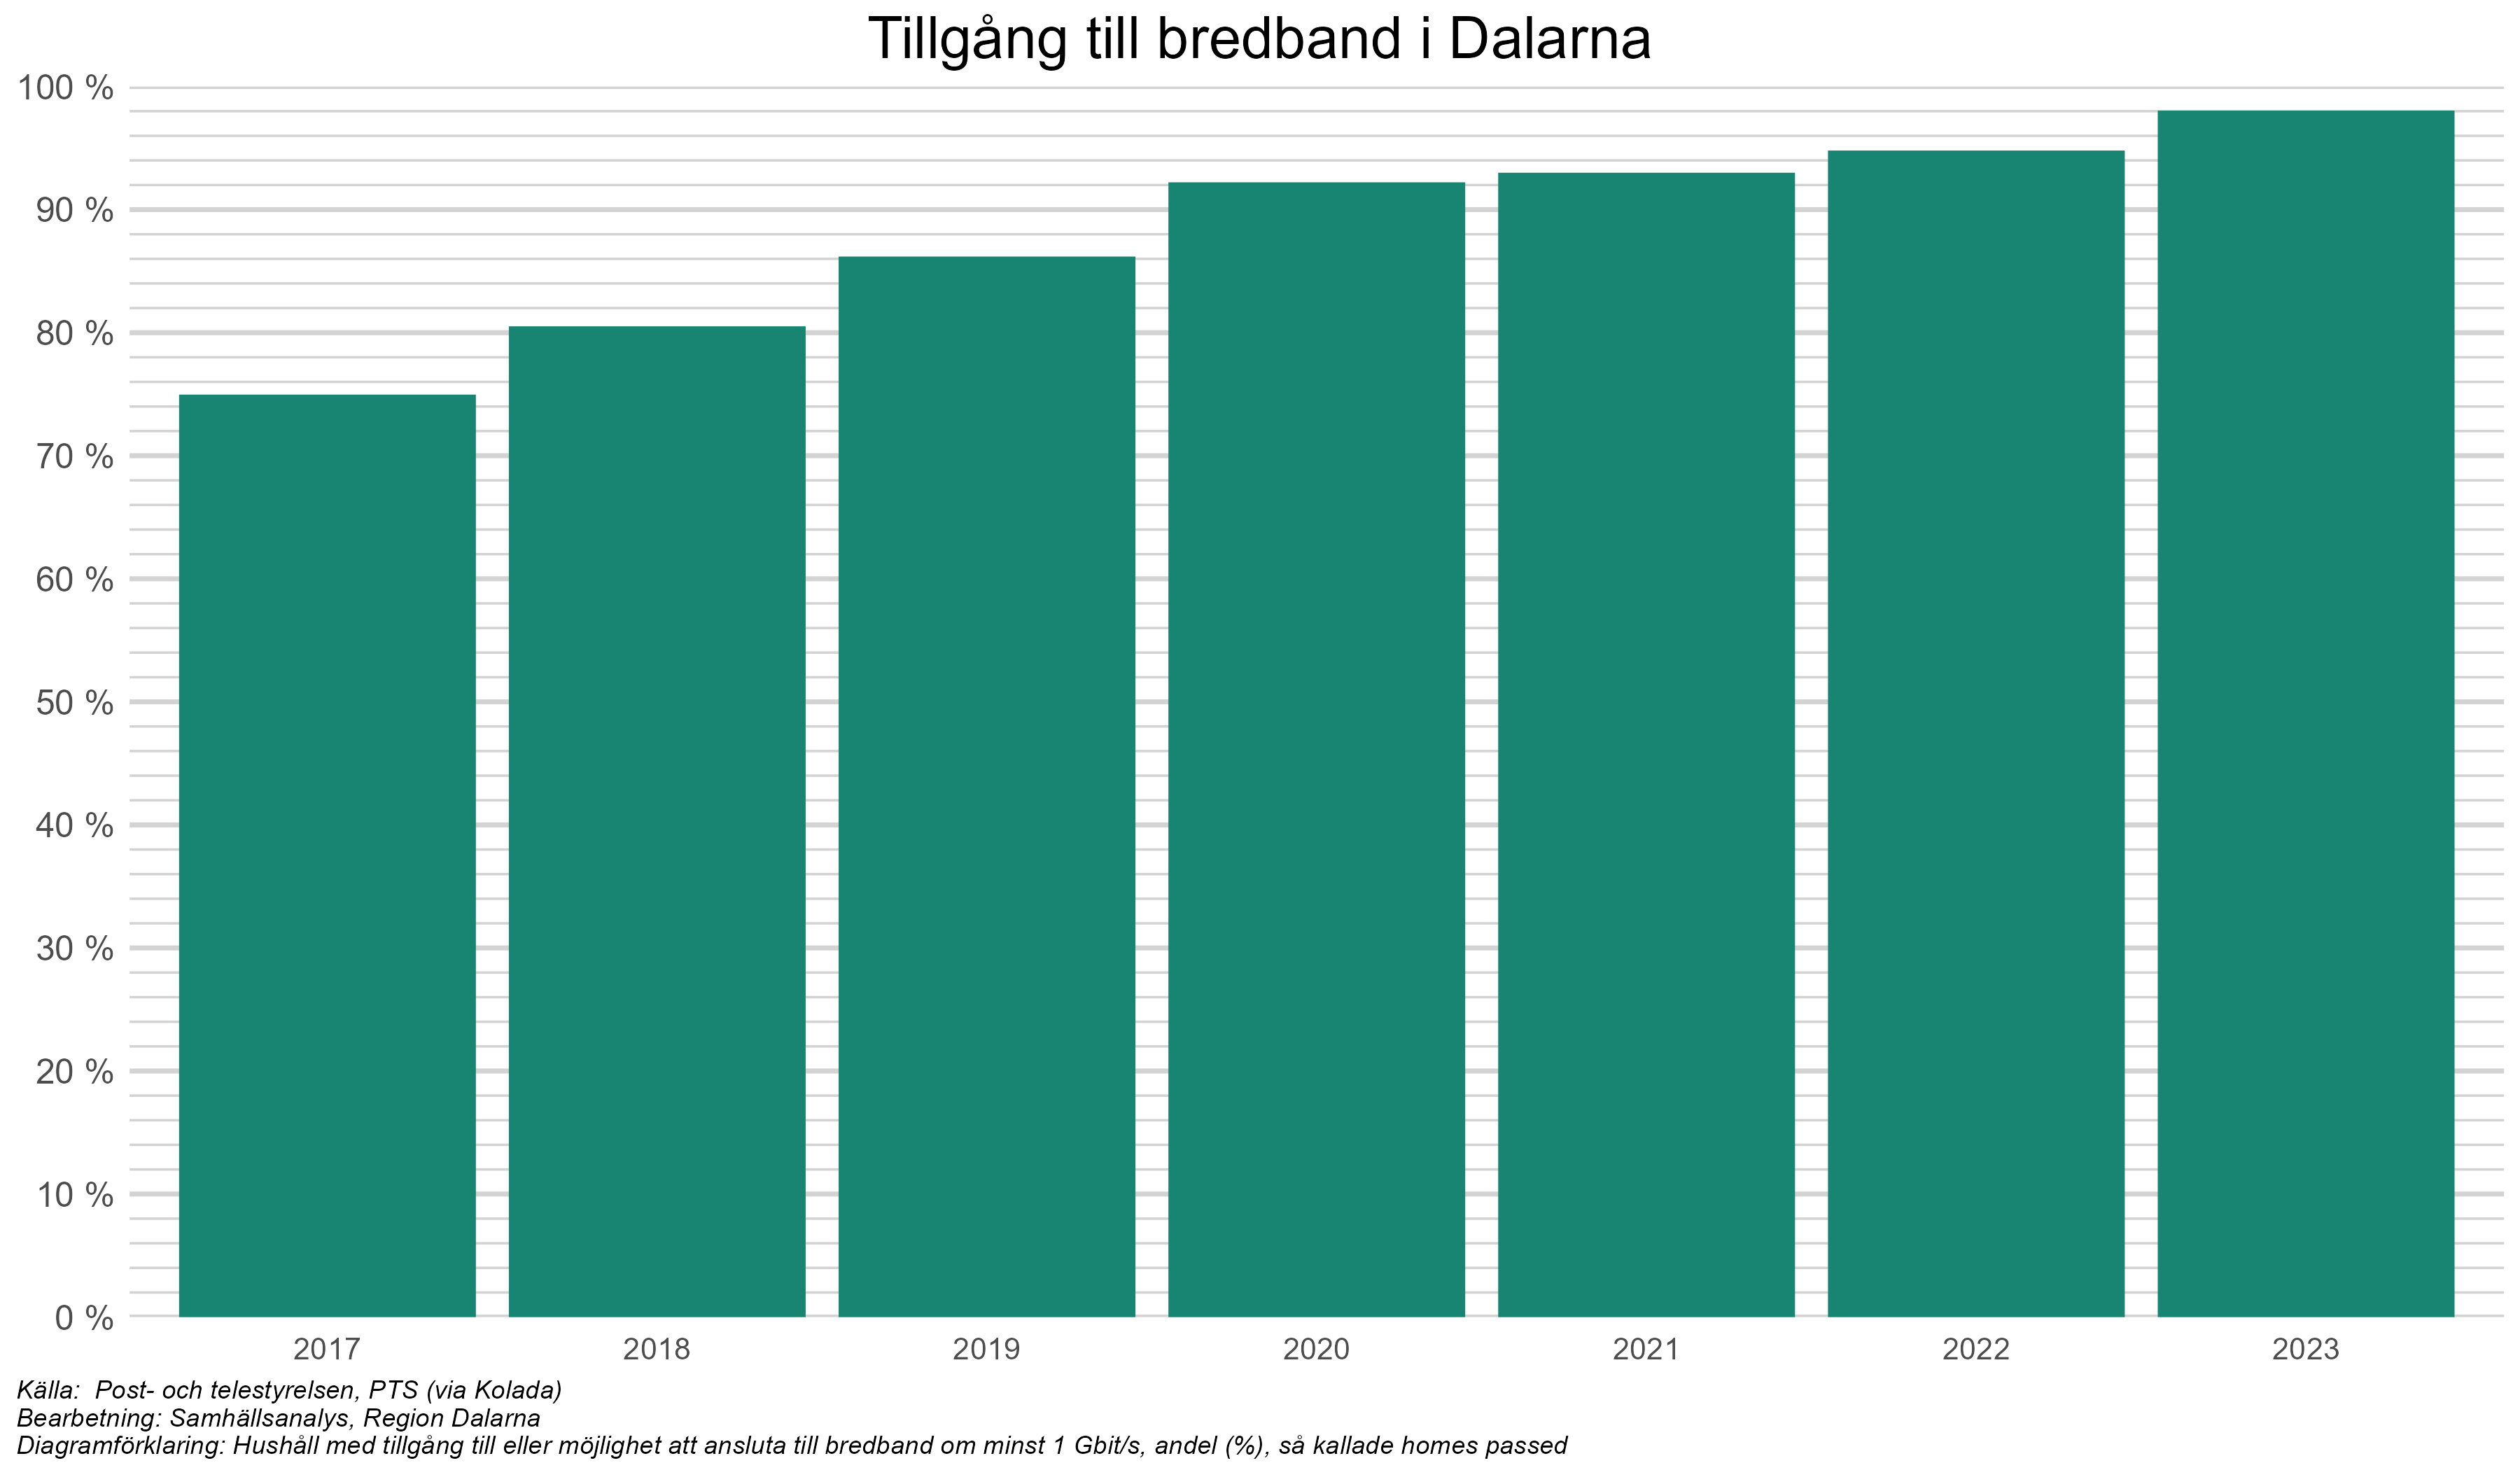 Tillgång till bredband i Dalarna
100 %
90 %
80 %
70 %
60 %
50 %
40 %
30 %
20 %
10 %
0 %
2017 2018 2019 2020 2021 2022 2023
Källa:  Post- och telestyrelsen, PTS (via Kolada)
Bearbetning: Samhällsanalys, Region Dalarna
Diagramförklaring: Hushåll med tillgång till eller möjlighet att ansluta till bredband om minst 1 Gbit/s, andel (%), så kallade homes passed